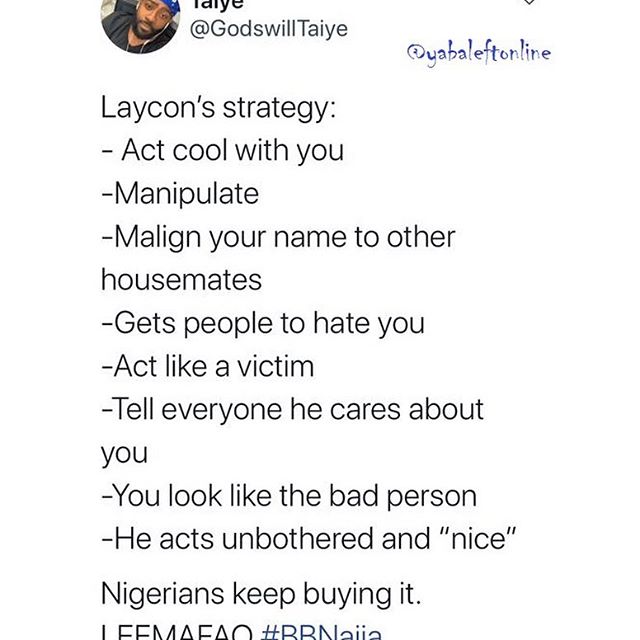 Taiye
@GodswillTaiye
@yabaleftonline
Laycon’s strategy:
- Act cool with you
-Manipulate
-Malign your name to other
housemates
-Gets people to hate you
-Act like a victim
-Tell everyone he cares about
you
-You look like the bad person
-He acts unbothered and “nice”
Nigerians keep buying it.
LEEMAFAO #BBNaija